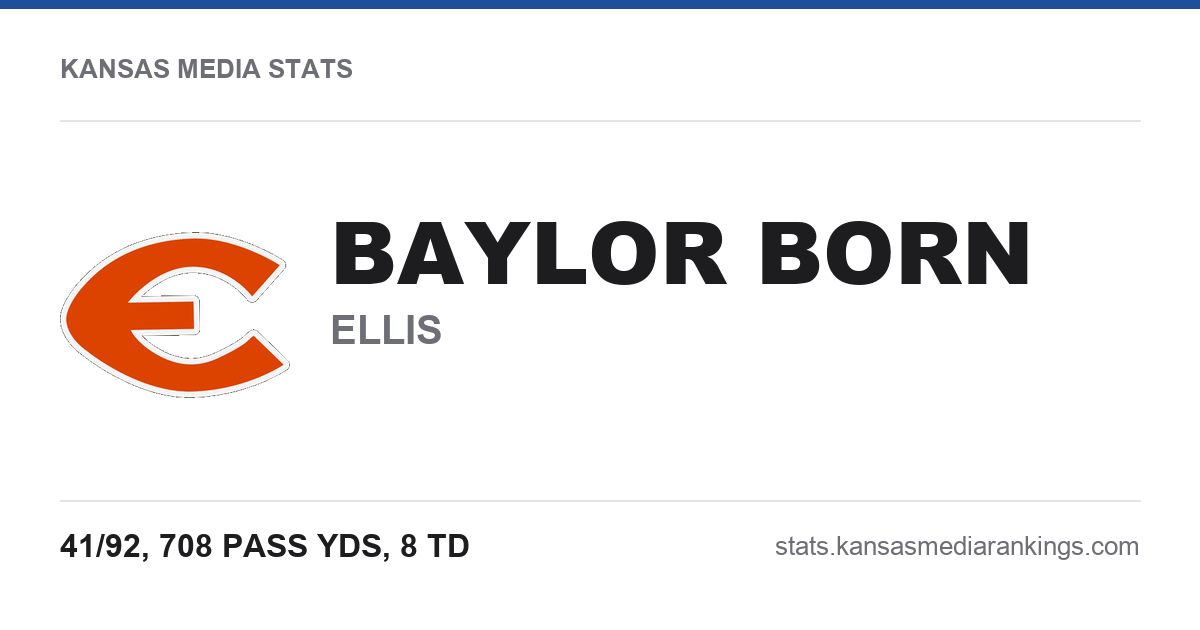 KANSAS MEDIA STATS
BAYLOR BORN
ELLIS
41/92, 708 PASS YDS, 8 TD
stats.kansasmediarankings.com